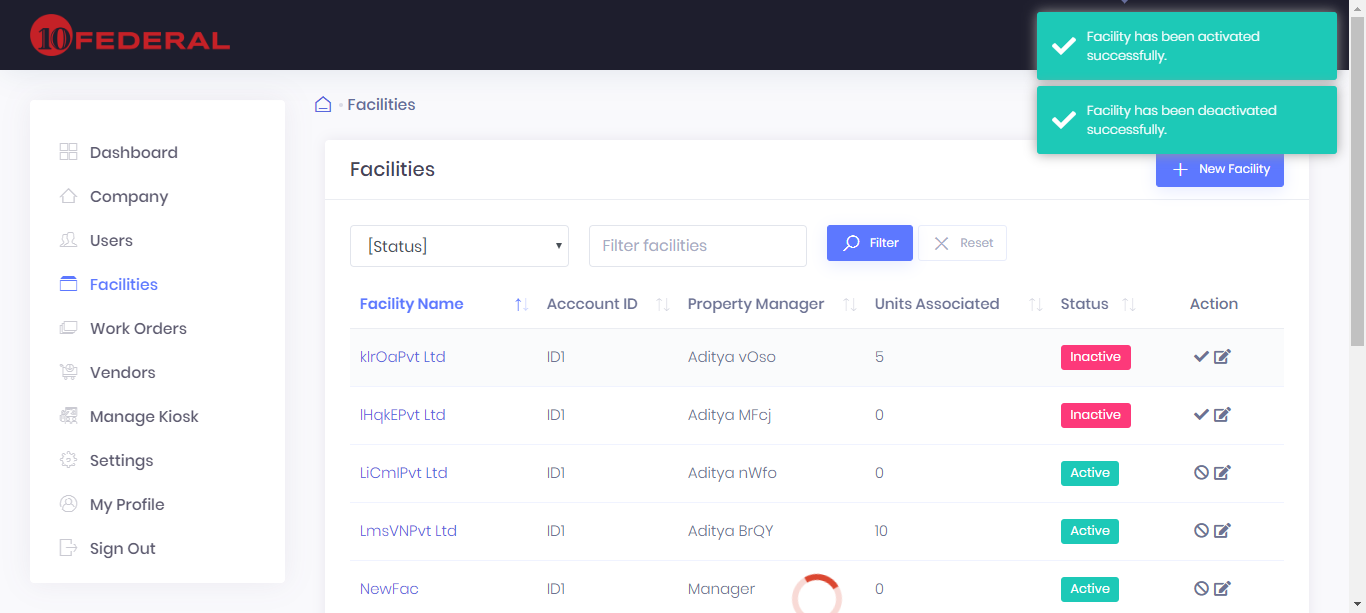 10 FEDERAL
Facility has been activated
successfully.
Facility has been deactivated
successfully.
Facilities
Dashboard
Company
Users
Facilities
Work Orders
Vendors
Manage Kiosk
Settings
My Profile
Sign Out
Facilities
New Facility
[Status]
Filter facilities
Filter
Reset
Facility Name Acccount ID Property Manager Units Associated Status Action
klrOaPvt Ltd ID1 Aditya vOso 5 Inactive
lHqkEPvt Ltd ID1 Aditya MFcj 0 Inactive
LiCmIPvt Ltd ID1 Aditya nWfo 0 Active
LmsVNPvt Ltd ID1 Aditya BrQY 10 Active
NewFac ID1 Manager 0 Active